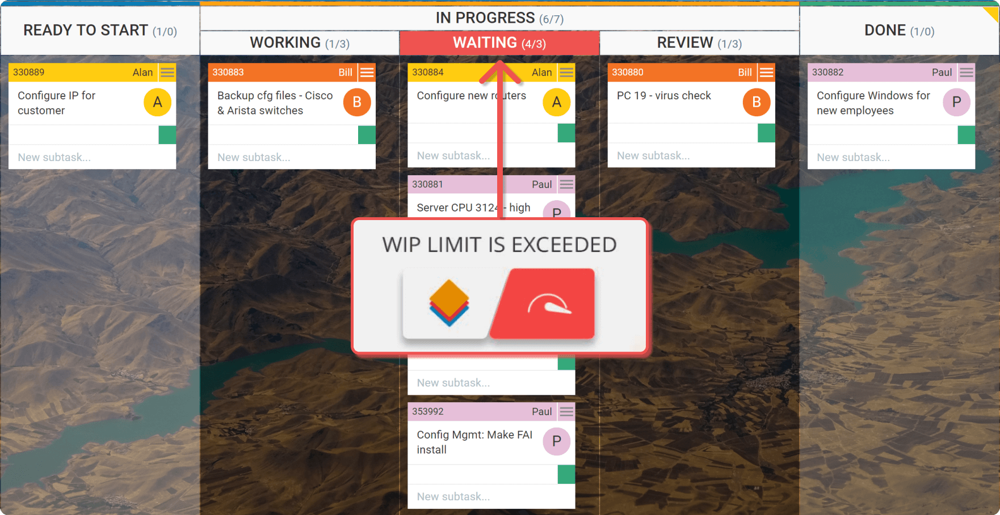 READY TO START (1/0)
IN PROGRESS (6/7)
WORKING (1/3)
WAITING (4/3)
REVIEW (1/3)
DONE (1/0)
330889 Alan
Configure IP for
customer
A
New subtask...
330883 Bill
Backup cfg files - Cisco
& Arista switches
B
New subtask...
330884 Alan
Configure new routers
A
New subtask...
330881 Paul
Server CPU 3124 - high
P
WIP LIMIT IS EXCEEDED
New subtask...
353992 Paul
Config Mgmt: Make FAI
install
P
New subtask...
330880 Bill
PC 19 - virus check
B
New subtask...
330882 Paul
Configure Windows for
new employees
P
New subtask...